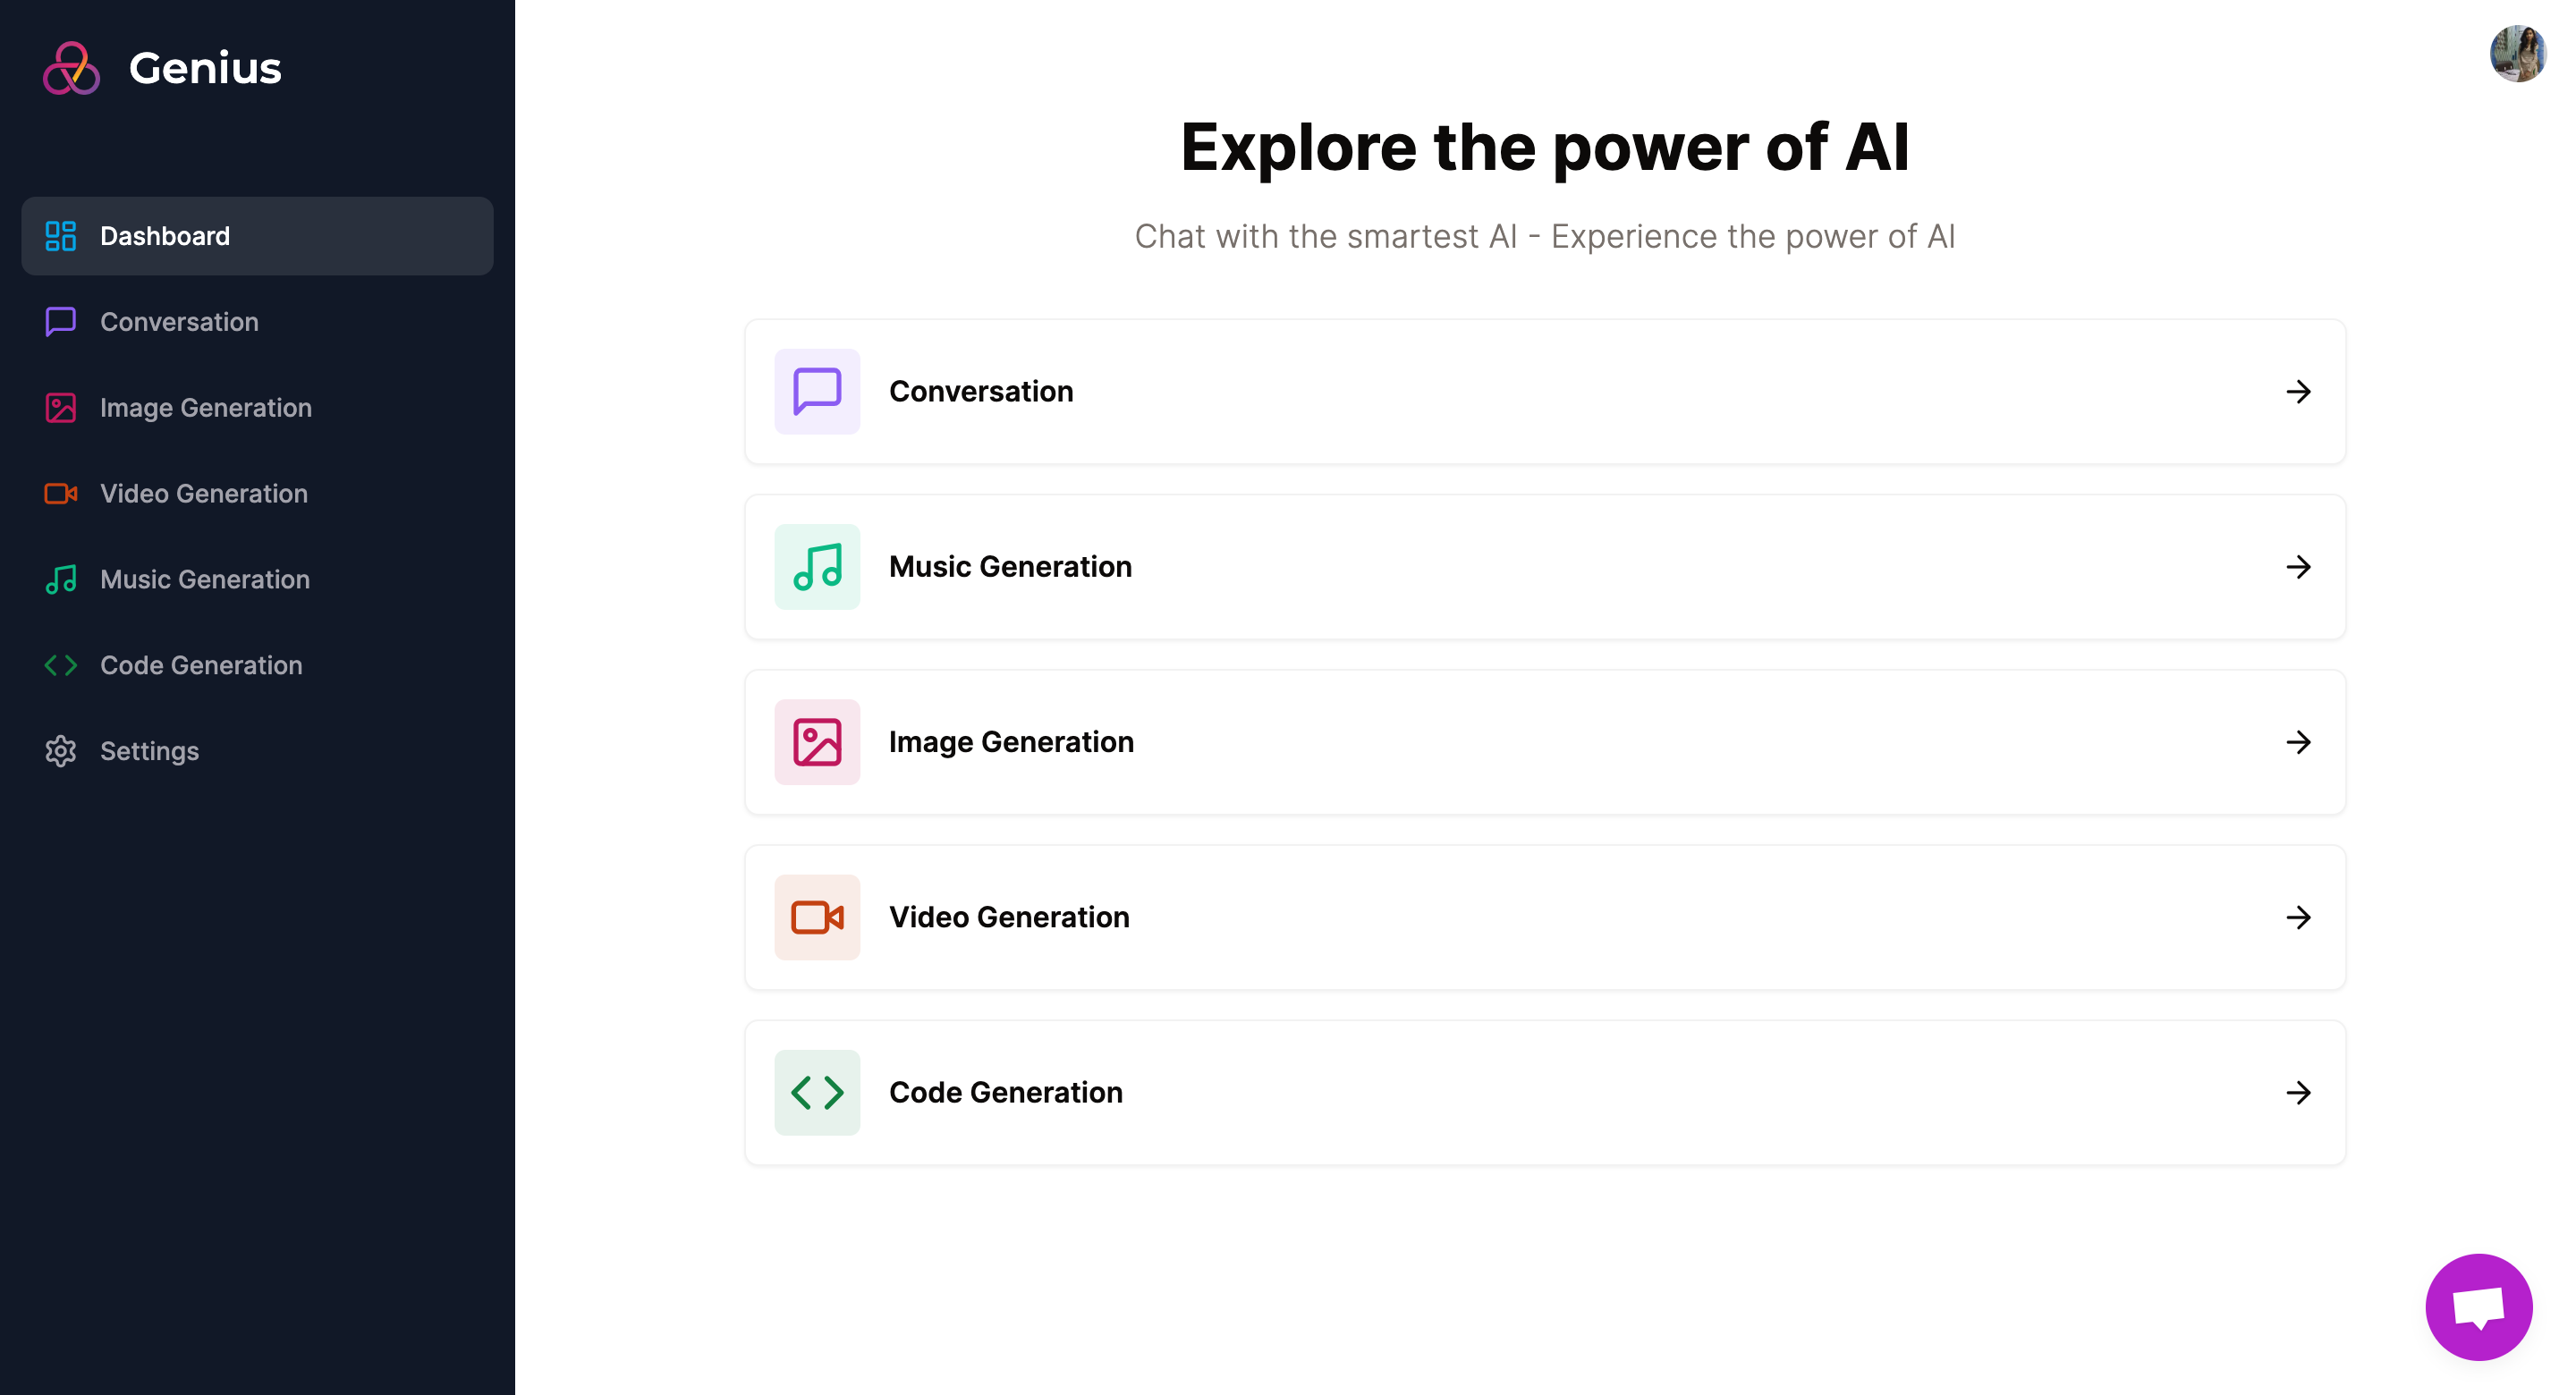 Genius
Dashboard
Conversation
Image Generation
Video Generation
Music Generation
Code Generation
Settings
Explore the power of AI
Chat with the smartest AI - Experience the power of AI
Conversation
Music Generation
Image Generation
Video Generation
Code Generation